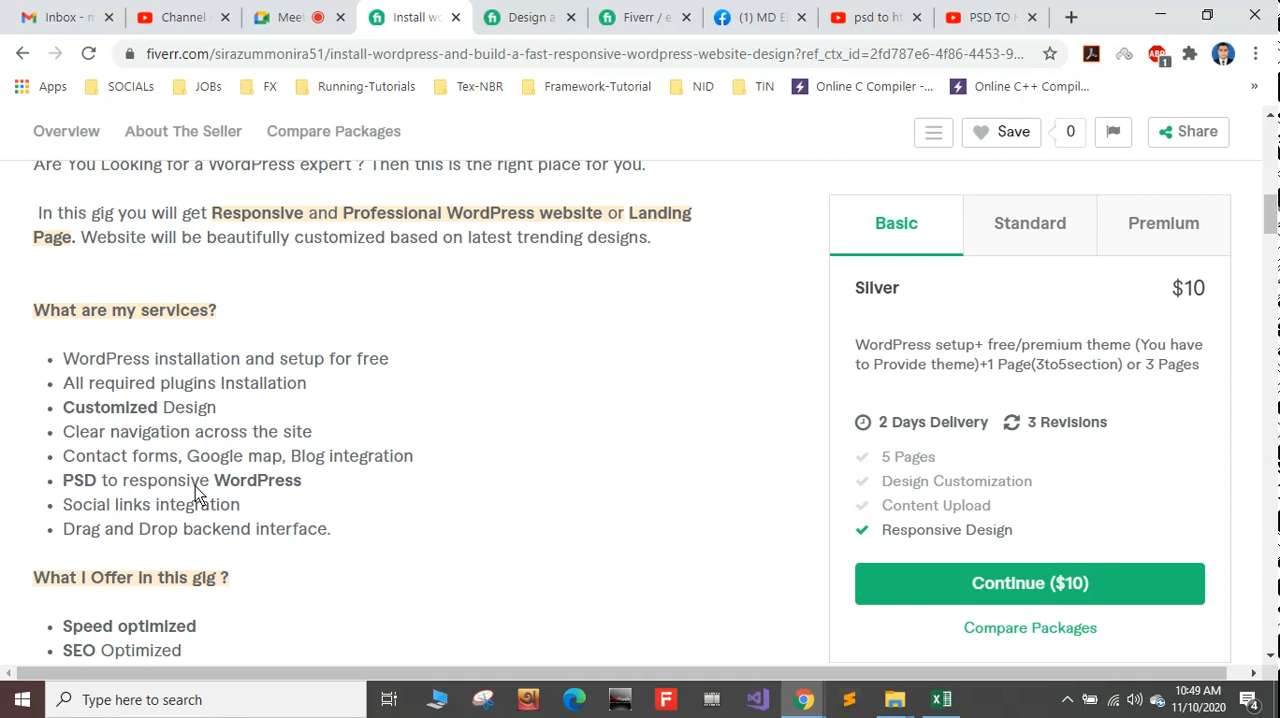 Inbox - n
Channel
Meet
Install wo
Design a
Fiverr / e
(1) MD E
psd to ht
PSD TO H
fiverr.com/sirazummonira51/install-wordpress-and-build-a-fast-responsive-wordpress-website-design?ref_ctx_id=2fd787e6-4f86-4453-9...
ABP
1
Apps
SOCIALs
JOBs
FX
Running-Tutorials
Tex-NBR
Framework-Tutorial
NID
TIN
Online C Compiler -...
Online C++ Compil...
»
Overview
About The Seller
Compare Packages
Save
0
Share
Are You Looking for a WordPress expert ? Then this is the right place for you.
In this gig you will get Responsive and Professional WordPress website or Landing
Page. Website will be beautifully customized based on latest trending designs.
What are my services?
• WordPress installation and setup for free
• All required plugins Installation
• Customized Design
• Clear navigation across the site
• Contact forms, Google map, Blog integration
• PSD to responsive WordPress
• Social links integration
• Drag and Drop backend interface.
What I Offer in this gig ?
• Speed optimized
• SEO Optimized
Basic
Standard
Premium
Silver
$10
WordPress setup+ free/premium theme (You have
to Provide theme)+1 Page(3to5section) or 3 Pages
2 Days Delivery
3 Revisions
5 Pages
Design Customization
Content Upload
Responsive Design
Continue ($10)
Compare Packages
Type here to search
10:49 AM
11/10/2020
4